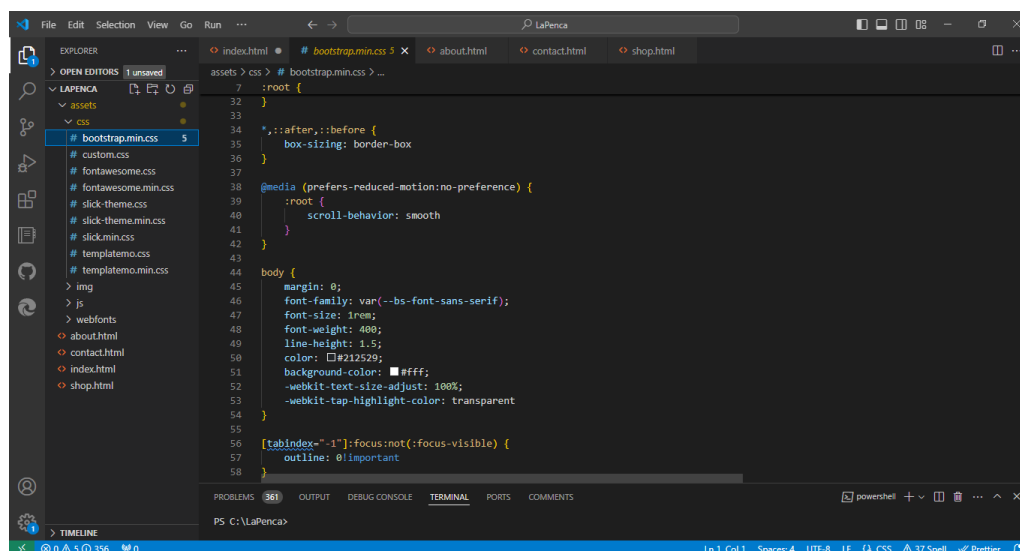 File Edit Selection View Go Run ··· LaPenca
EXPLORER ···
OPEN EDITORS 1 unsaved
LAPENCA
assets
css
# bootstrap.min.css 5
# custom.css
# fontawesome.css
# fontawesome.min.css
# slick-theme.css
# slick-theme.min.css
# slick.min.css
# templatemo.css
# templatemo.min.css
img
js
webfonts
about.html
contact.html
index.html
shop.html
TIMELINE
index.html # bootstrap.min.css 5 about.html contact.html shop.html
assets > css > # bootstrap.min.css > ...
7 :root {
32 }
33
34 *,::after,::before {
35 box-sizing: border-box
36 }
37
38 @media (prefers-reduced-motion:no-preference) {
39 :root {
40 scroll-behavior: smooth
41 }
42 }
43
44 body {
45 margin: 0;
46 font-family: var(--bs-font-sans-serif);
47 font-size: 1rem;
48 font-weight: 400;
49 line-height: 1.5;
50 color: #212529;
51 background-color: #fff;
52 -webkit-text-size-adjust: 100%;
53 -webkit-tap-highlight-color: transparent
54 }
55
56 [tabindex="-1"]:focus:not(:focus-visible) {
57 outline: 0!important
58 }
PROBLEMS 361 OUTPUT DEBUG CONSOLE TERMINAL PORTS COMMENTS powershell
PS C:\LaPenca>
1
1
0 5 356 0 Ln 1, Col 1 Spaces: 4 UTF-8 LF {} CSS 37 Spell Prettier